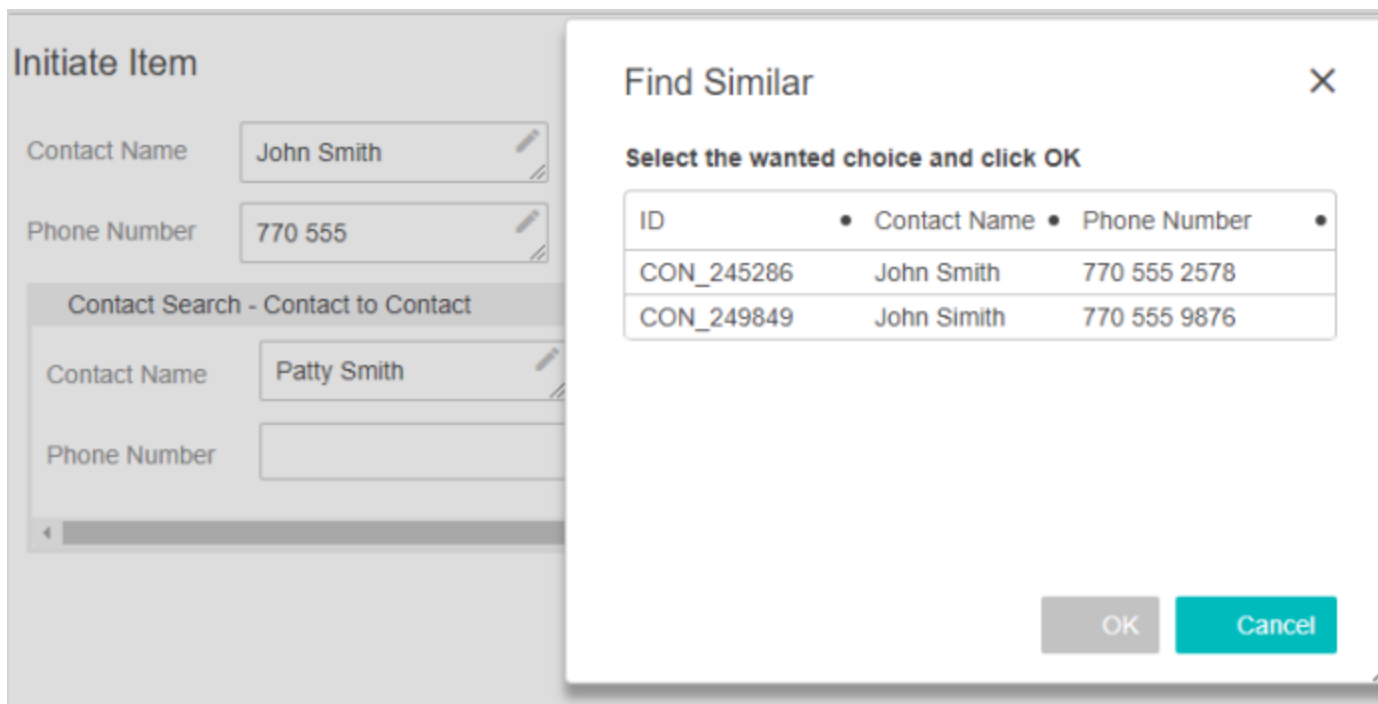 Initiate Item
Contact Name John Smith
Phone Number 770 555
Contact Search - Contact to Contact
Contact Name Patty Smith
Phone Number
Find Similar
Select the wanted choice and click OK
ID Contact Name Phone Number
CON_245286 John Smith 770 555 2578
CON_249849 John Simith 770 555 9876
OK Cancel